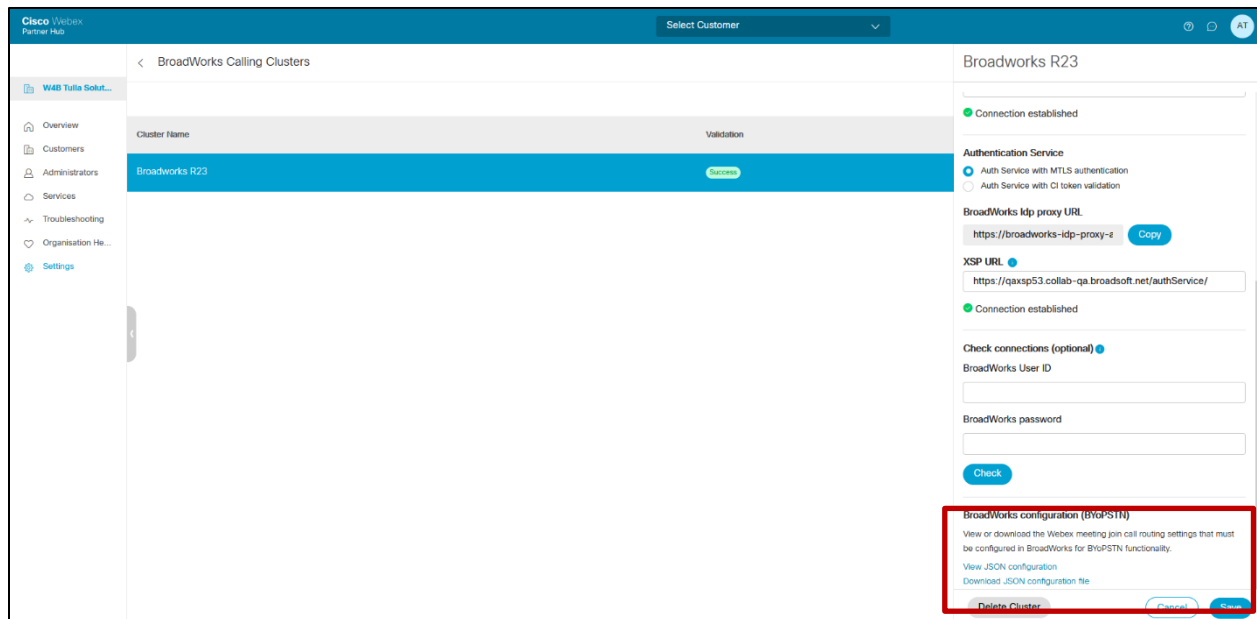 Cisco Webex
Partner Hub
Select Customer
AT
BroadWorks Calling Clusters
Broadworks R23
W4B Tulla Solut...
Overview
Customers
Administrators
Services
Troubleshooting
Organisation He...
Settings
Cluster Name
Validation
Broadworks R23
Success
Connection established
Authentication Service
Auth Service with MTLS authentication
Auth Service with CI token validation
BroadWorks Idp proxy URL
https://broadworks-idp-proxy-a
Copy
XSP URL
https://qaxsp53.collab-qa.broadsoft.net/authService/
Connection established
Check connections (optional)
BroadWorks User ID
BroadWorks password
Check
BroadWorks configuration (BYoPSTN)
View or download the Webex meeting join call routing settings that must
be configured in BroadWorks for BYoPSTN functionality.
View JSON configuration
Download JSON configuration file
Delete Cluster
Cancel
Save